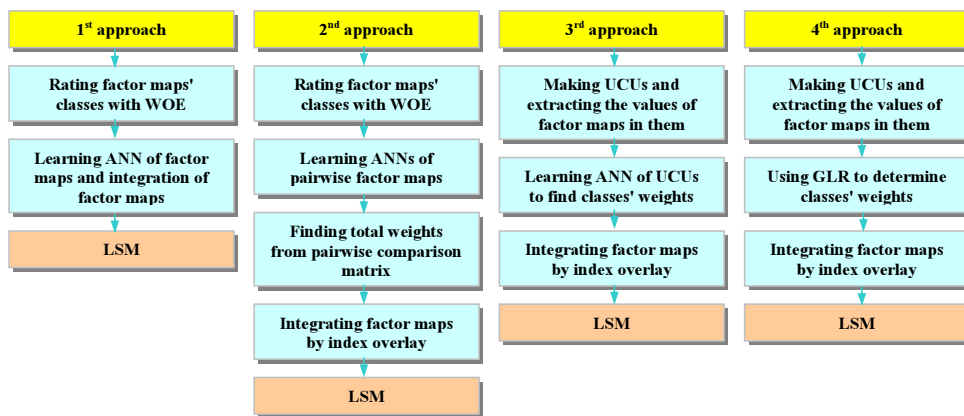 1st approach
Rating factor maps'
classes with WOE
Learning ANN of factor
maps and integration of
factor maps
LSM
2nd approach
Rating factor maps'
classes with WOE
Learning ANNs of
pairwise factor maps
Finding total weights
from pairwise comparison
matrix
Integrating factor maps
by index overlay
LSM
3rd approach
Making UCUs and
extracting the values of
factor maps in them
Learning ANN of UCUs
to find classes' weights
Integrating factor maps
by index overlay
LSM
4th approach
Making UCUs and
extracting the values of
factor maps in them
Using GLR to determine
classes' weights
Integrating factor maps
by index overlay
LSM